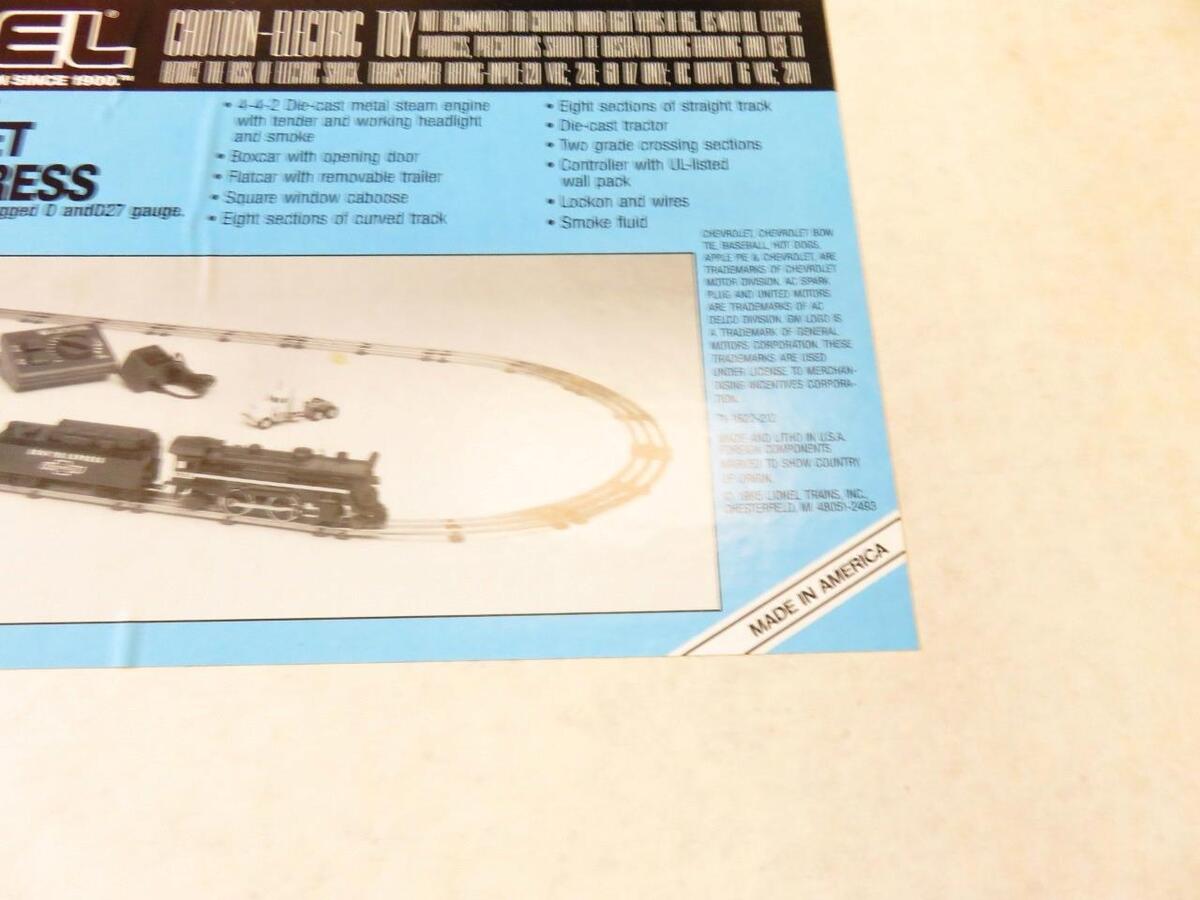 EL
N SINCE 1900.™
CAUTION—ELECTRIC TOY
ET
RESS
gged O and O27 gauge.
• 4-4-2 Die-cast metal steam engine
with tender and working headlight
and smoke
• Boxcar with opening door
• Flatcar with removable trailer
• Square window caboose
• Eight sections of curved track
• Eight sections of straight track
• Die-cast tractor
• Two grade crossing sections
• Controller with UL-listed
wall pack
• Lockon and wires
• Smoke fluid
CHEVROLET, CHEVROLET BOW
TIE, BASEBALL, HOT DOGS,
APPLE PIE & CHEVROLET, ARE
TRADEMARKS OF CHEVROLET
MOTOR DIVISION. AC SPARK
PLUG AND UNITED MOTORS
ARE TRADEMARKS OF AC
DELCO DIVISION. GM LOGO IS
A TRADEMARK OF GENERAL
MOTORS CORPORATION. THESE
TRADEMARKS ARE USED
UNDER LICENSE TO MERCHAN-
DISING INCENTIVES CORPORA-
TION.
MADE AND LITHO IN U.S.A.
FOREIGN COMPONENTS
MARKED TO SHOW COUNTRY
OF ORIGIN.
LIONEL TRAINS, INC.,
CHESTERFIELD, MI 48051-2493
MADE IN AMERICA